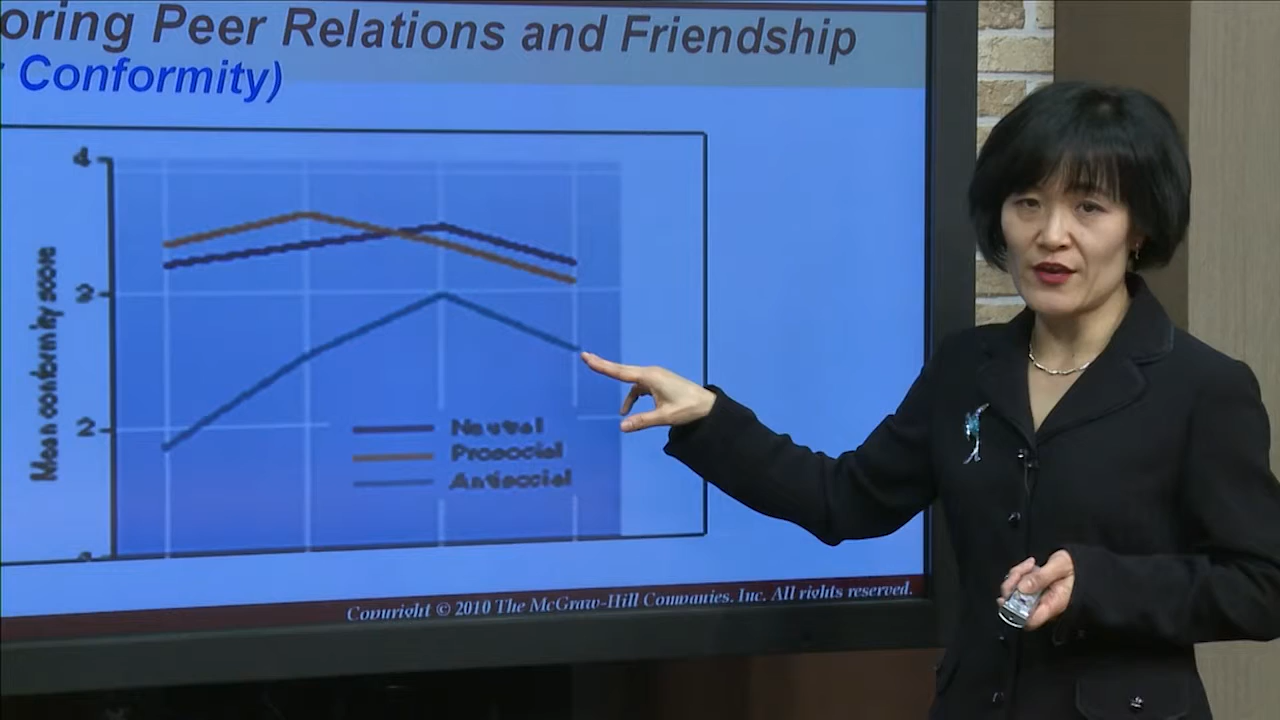 oring Peer Relations and Friendship
Conformity)
4
3
Mean conformity score
2
Neutral
Prosocial
Antisocial
Copyright © 2010 The McGraw-Hill Companies, Inc. All rights reserved.